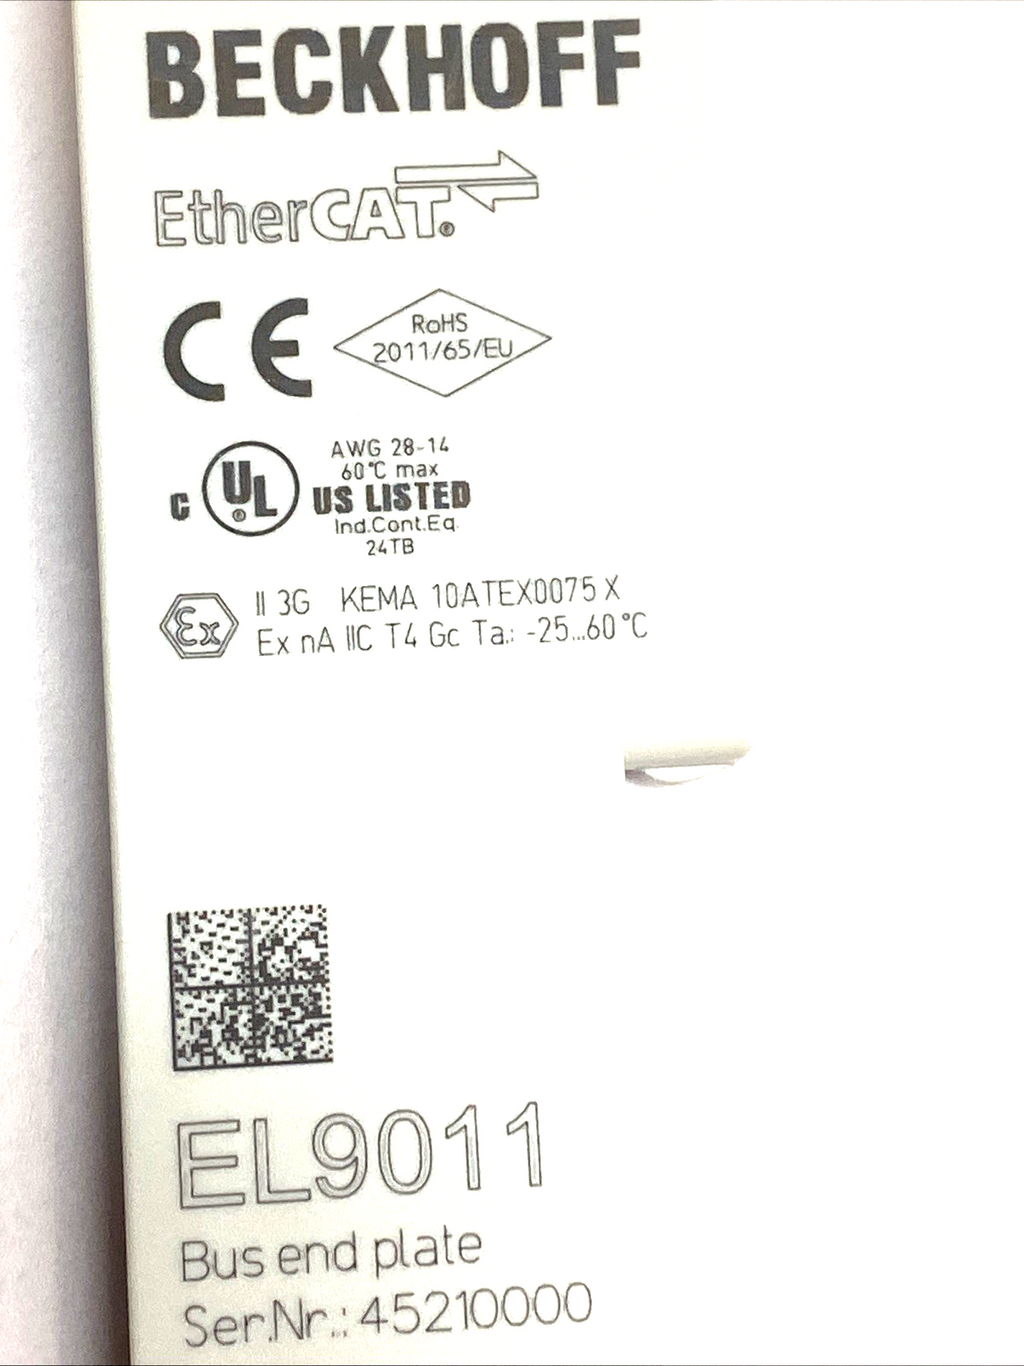 BECKHOFF
EtherCAT®
CE
RoHS
2011/65/EU
AWG 28-14
60°C max
C UL® US LISTED
Ind.Cont.Eq.
24TB
Ex II 3G KEMA 10ATEX0075 X
Ex nA IIC T4 Gc Ta.: -25...60°C
EL9011
Bus end plate
Ser.Nr.: 45210000